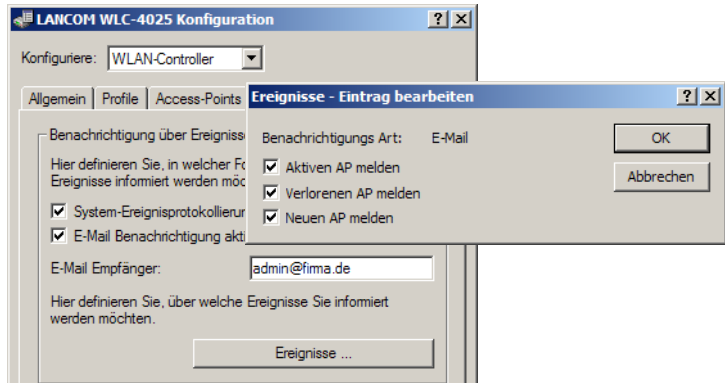 LANCOM WLC-4025 Konfiguration
Konfiguriere: WLAN-Controller
Allgemein Profile Access-Points
Benachrichtigung über Ereignisse
Hier definieren Sie, in welcher
Ereignisse informiert werden
System-Ereignisprotokollierun
E-Mail Benachrichtigung akti
E-Mail Empfänger: admin@firma.de
Hier definieren Sie, über welche Ereignisse Sie informiert
werden möchten.
Ereignisse ...
Ereignisse - Eintrag bearbeiten
Benachrichtigungs Art: E-Mail
Aktiven AP melden
Verlorenen AP melden
Neuen AP melden
OK
Abbrechen